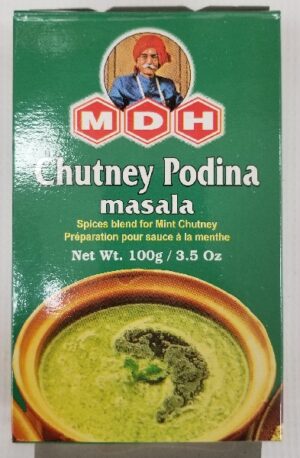 MDH
Chutney Podina
masala
Spices blend for Mint Chutney
Préparation pour sauce à la menthe
Net Wt. 100g / 3.5 Oz